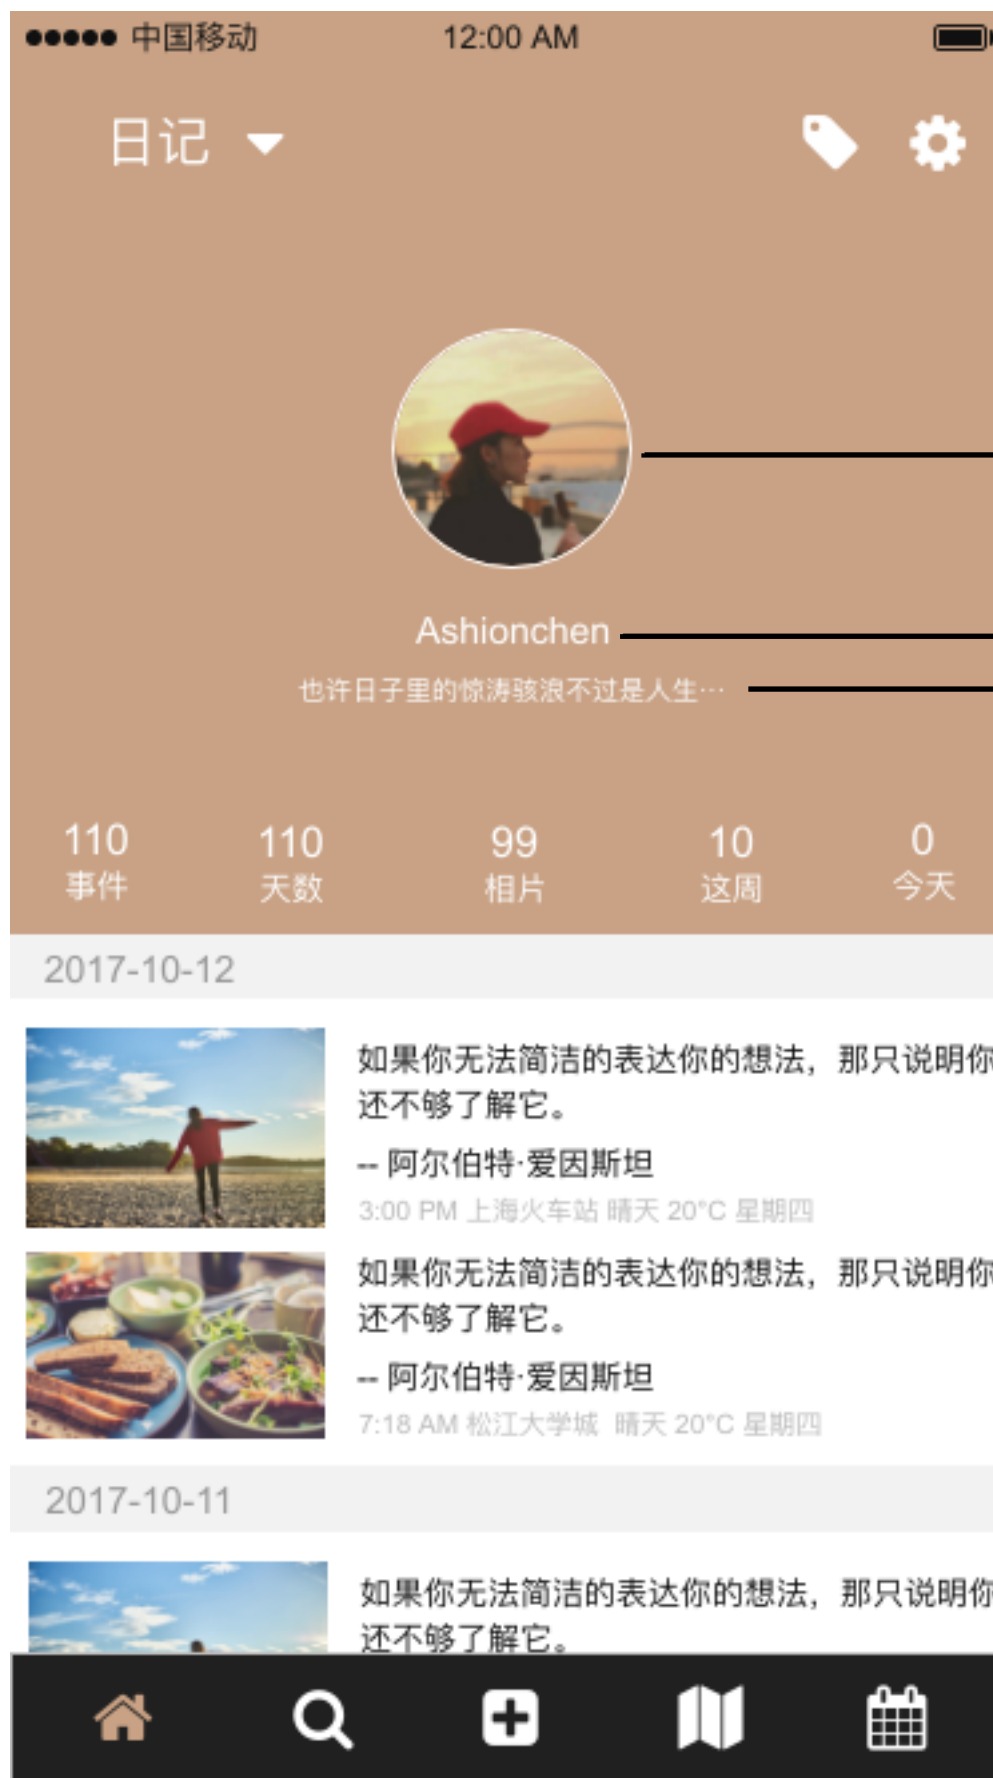 中国移动 12:00 AM
日记
Ashionchen
也许日子里的惊涛骇浪不过是人生…
110 110 99 10 0
事件 天数 相片 这周 今天
2017-10-12
如果你无法简洁的表达你的想法，那只说明你
还不够了解它。
-- 阿尔伯特·爱因斯坦
3:00 PM 上海火车站 晴天 20°C 星期四
如果你无法简洁的表达你的想法，那只说明你
还不够了解它。
-- 阿尔伯特·爱因斯坦
7:18 AM 松江大学城 晴天 20°C 星期四
2017-10-11
如果你无法简洁的表达你的想法，那只说明你
还不够了解它。